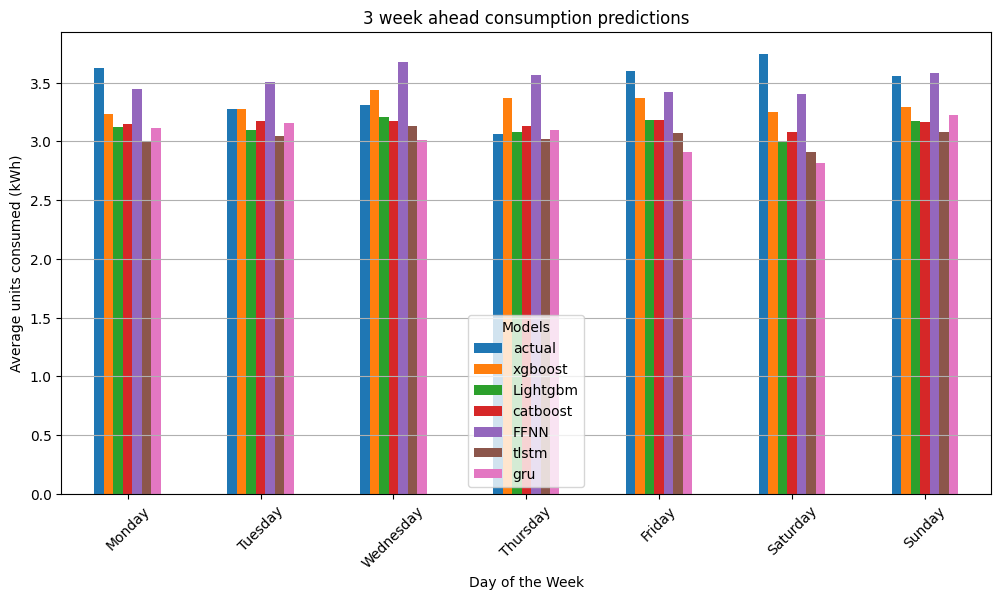 3 week ahead consumption predictions
Average units consumed (kWh)
3.5
3.0
2.5
2.0
1.5
1.0
0.5
0.0
Models
actual
xgboost
Lightgbm
catboost
FFNN
tlstm
gru
Monday
Tuesday
Wednesday
Thursday
Friday
Saturday
Sunday
Day of the Week